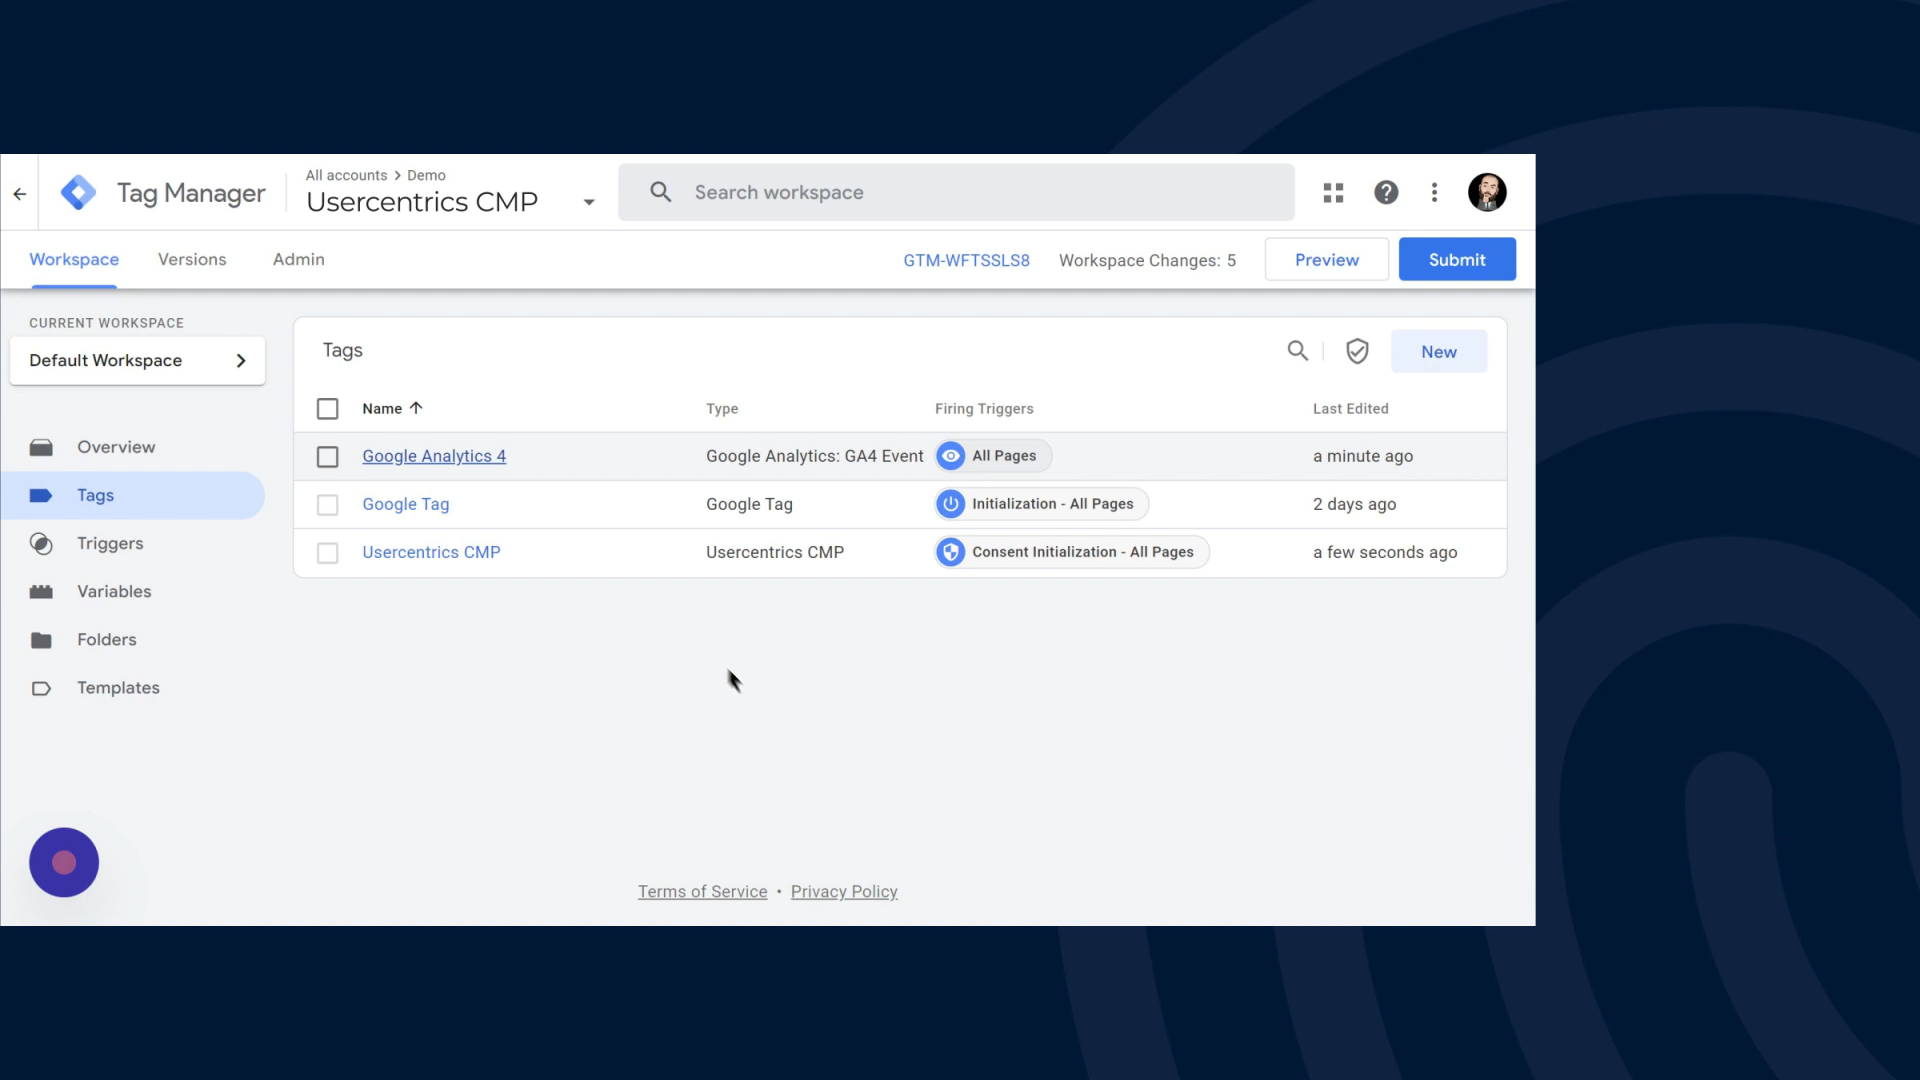 Tag Manager
All accounts > Demo
Usercentrics CMP
Search workspace
Workspace
Versions
Admin
GTM-WFTSSLS8
Workspace Changes: 5
Preview
Submit
CURRENT WORKSPACE
Default Workspace
Overview
Tags
Triggers
Variables
Folders
Templates
Tags
New
Name
Type
Firing Triggers
Last Edited
Google Analytics 4
Google Analytics: GA4 Event
All Pages
a minute ago
Google Tag
Google Tag
Initialization - All Pages
2 days ago
Usercentrics CMP
Usercentrics CMP
Consent Initialization - All Pages
a few seconds ago
Terms of Service • Privacy Policy